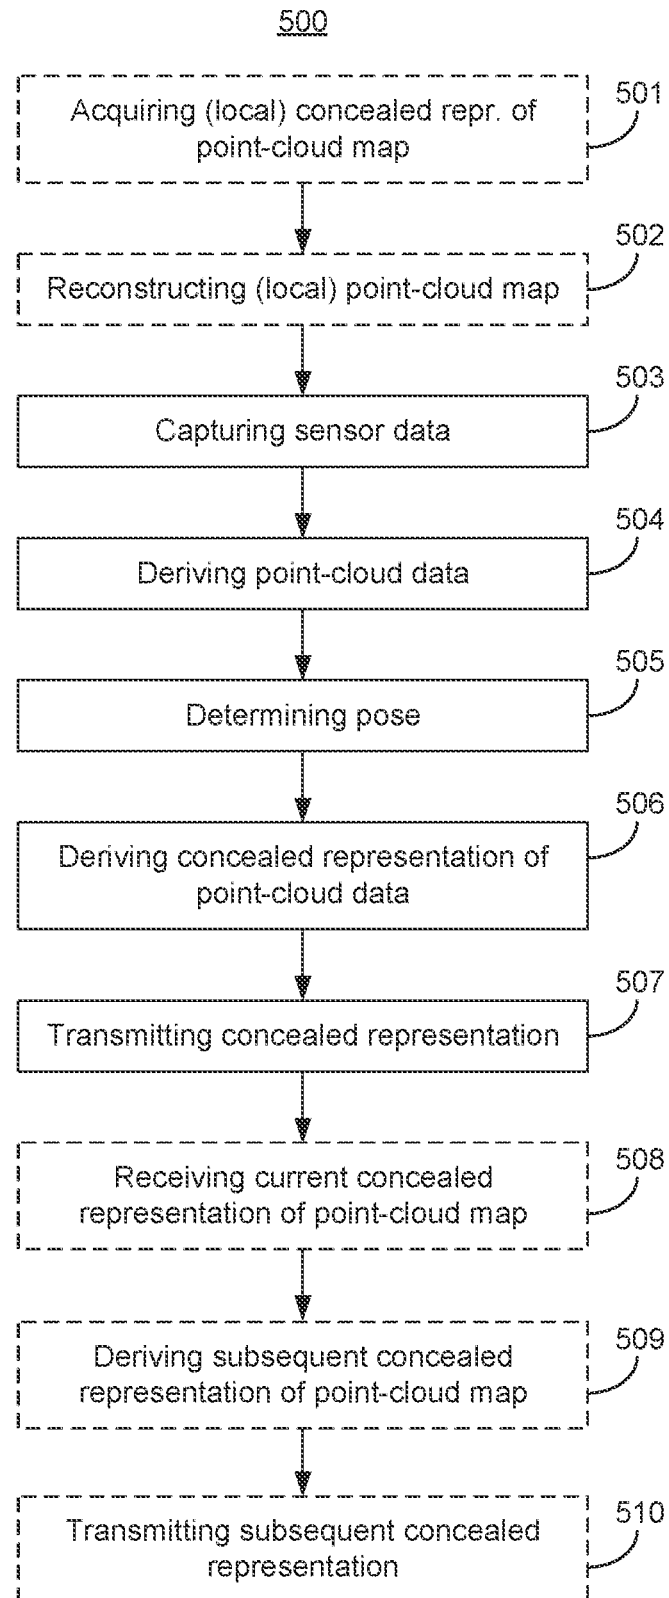 500
Acquiring (local) concealed repr. of
point-cloud map
501
Reconstructing (local) point-cloud map
502
Capturing sensor data
503
Deriving point-cloud data
504
Determining pose
505
Deriving concealed representation of
point-cloud data
506
Transmitting concealed representation
507
Receiving current concealed
representation of point-cloud map
508
Deriving subsequent concealed
representation of point-cloud map
509
Transmitting subsequent concealed
representation
510